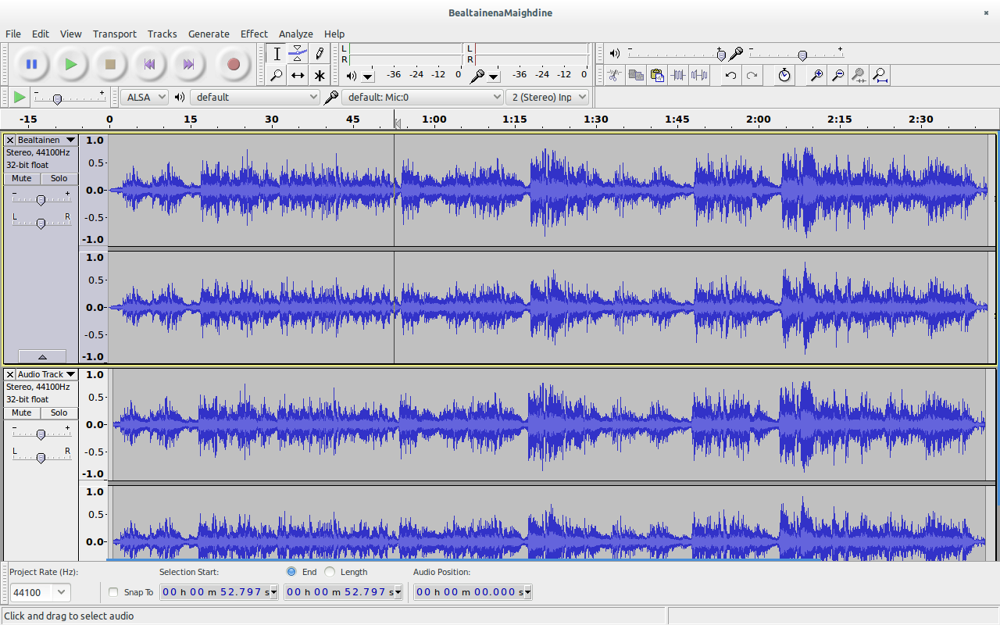 BealtainenaMaighdine
File Edit View Transport Tracks Generate Effect Analyze Help
L L
R R
-36 -24 -12 0 -36 -24 -12 0
ALSA default default: Mic:0 2 (Stereo) Inp
-15 0 15 30 45 1:00 1:15 1:30 1:45 2:00 2:15 2:30
Bealtainen
Stereo, 44100Hz
32-bit float
Mute Solo
- +
L R
1.0
0.5
0.0
-0.5
-1.0
1.0
0.5
0.0
-0.5
-1.0
Audio Track
Stereo, 44100Hz
32-bit float
Mute Solo
- +
L R
1.0
0.5
0.0
-0.5
-1.0
1.0
0.5
0.0
Project Rate (Hz): Selection Start: End Length Audio Position:
44100 Snap To 00 h 00 m 52.797 s 00 h 00 m 52.797 s 00 h 00 m 00.000 s
Click and drag to select audio